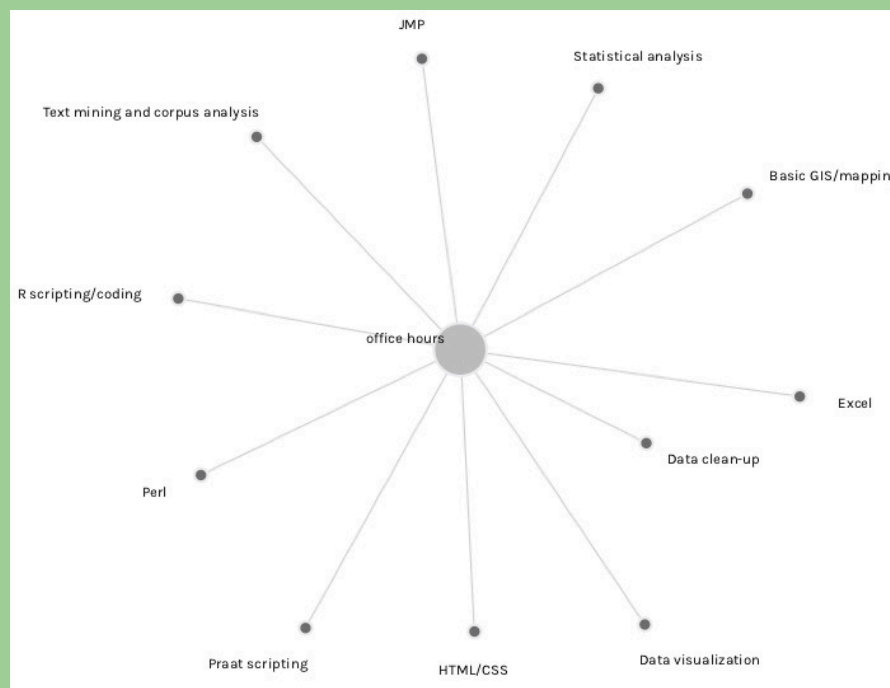 JMP
Statistical analysis
Text mining and corpus analysis
Basic GIS/mappin
R scripting/coding
office hours
Excel
Data clean-up
Perl
Praat scripting
HTML/CSS
Data visualization